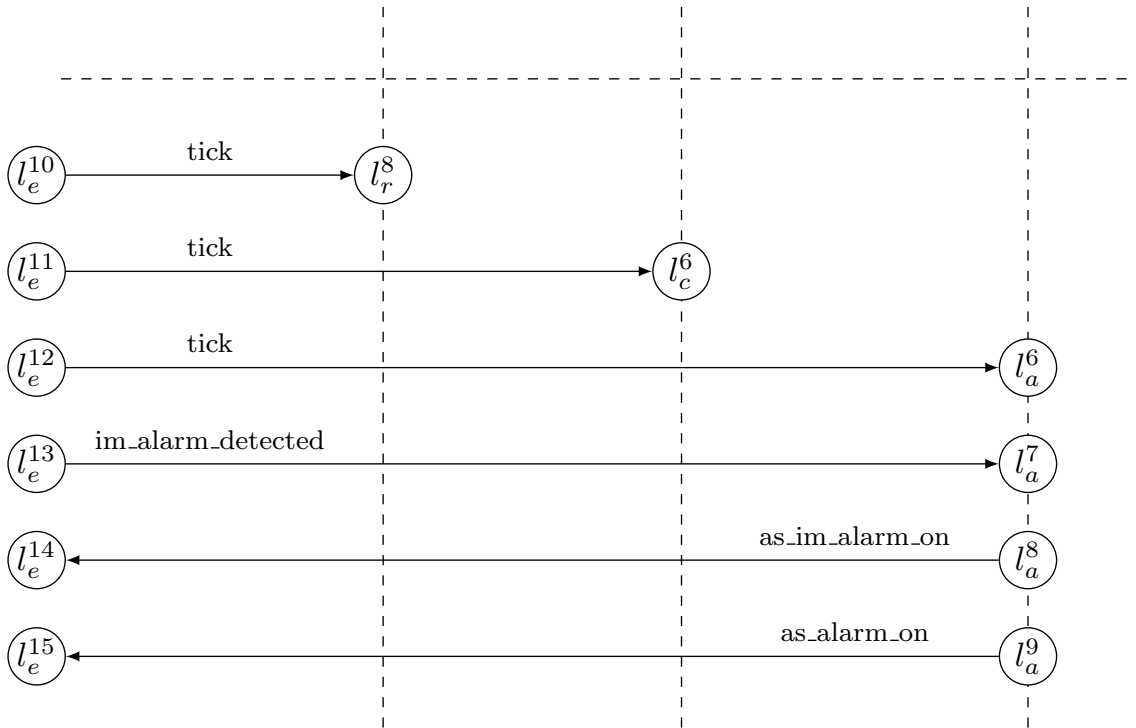 tick
l_e^{10} l_r^8
tick
l_e^{11} l_c^6
tick
l_e^{12} l_a^6
im_alarm_detected
l_e^{13} l_a^7
as_im_alarm_on
l_e^{14} l_a^8
as_alarm_on
l_e^{15} l_a^9